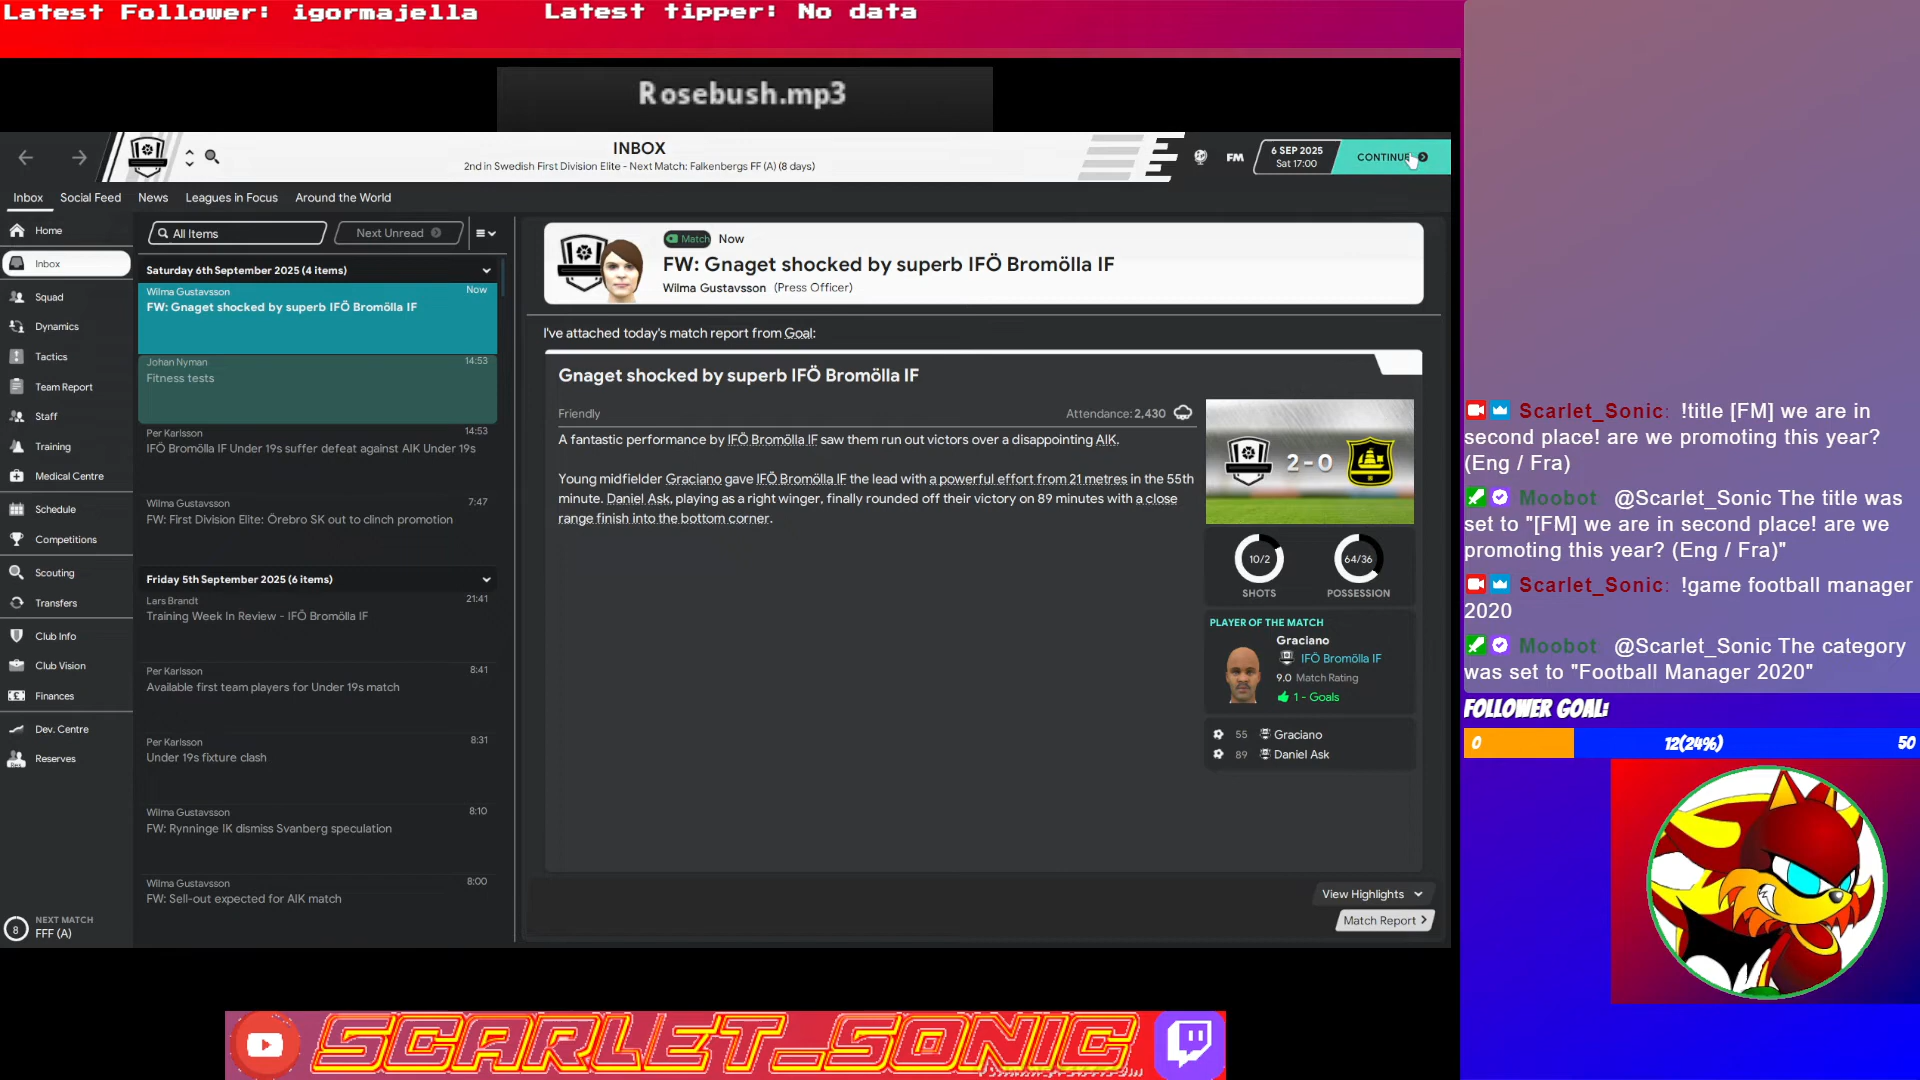 Latest Follower: igormajella
Latest tipper: No data
Rosebush.mp3
INBOX
2nd in Swedish First Division Elite - Next Match: Falkenbergs FF (A) (8 days)
FM
6 SEP 2025
Sat 17:00
CONTINUE
Inbox
Social Feed
News
Leagues in Focus
Around the World
Home
Inbox
Squad
Dynamics
Tactics
Team Report
Staff
Training
Medical Centre
Schedule
Competitions
Scouting
Transfers
Club Info
Club Vision
Finances
Dev. Centre
Reserves
8
NEXT MATCH
FFF (A)
All Items
Next Unread
Saturday 6th September 2025 (4 items)
Wilma Gustavsson Now
FW: Gnaget shocked by superb IFÖ Bromölla IF
Johan Nyman 14:53
Fitness tests
Per Karlsson 14:53
IFÖ Bromölla IF Under 19s suffer defeat against AIK Under 19s
Wilma Gustavsson 7:47
FW: First Division Elite: Örebro SK out to clinch promotion
Friday 5th September 2025 (6 items)
Lars Brandt 21:41
Training Week In Review - IFÖ Bromölla IF
Per Karlsson 8:41
Available first team players for Under 19s match
Per Karlsson 8:31
Under 19s fixture clash
Wilma Gustavsson 8:10
FW: Rynninge IK dismiss Svanberg speculation
Wilma Gustavsson 8:00
FW: Sell-out expected for AIK match
Match Now
FW: Gnaget shocked by superb IFÖ Bromölla IF
Wilma Gustavsson (Press Officer)
I've attached today's match report from Goal:
Gnaget shocked by superb IFÖ Bromölla IF
Friendly
Attendance: 2,430
A fantastic performance by IFÖ Bromölla IF saw them run out victors over a disappointing AIK.
Young midfielder Graciano gave IFÖ Bromölla IF the lead with a powerful effort from 21 metres in the 55th
minute. Daniel Ask, playing as a right winger, finally rounded off their victory on 89 minutes with a close
range finish into the bottom corner.
2-0
10/2
64/36
SHOTS
POSSESSION
PLAYER OF THE MATCH
Graciano
IFÖ Bromölla IF
9.0 Match Rating
1 - Goals
55 Graciano
89 Daniel Ask
View Highlights
Match Report
Scarlet_Sonic: !title [FM] we are in
second place! are we promoting this year?
(Eng / Fra)
Moobot: @Scarlet_Sonic The title was
set to "[FM] we are in second place! are we
promoting this year? (Eng / Fra)"
Scarlet_Sonic: !game football manager
2020
Moobot: @Scarlet_Sonic The category
was set to "Football Manager 2020"
FOLLOWER GOAL:
0 12(24%) 50
SCARLET_SONIC